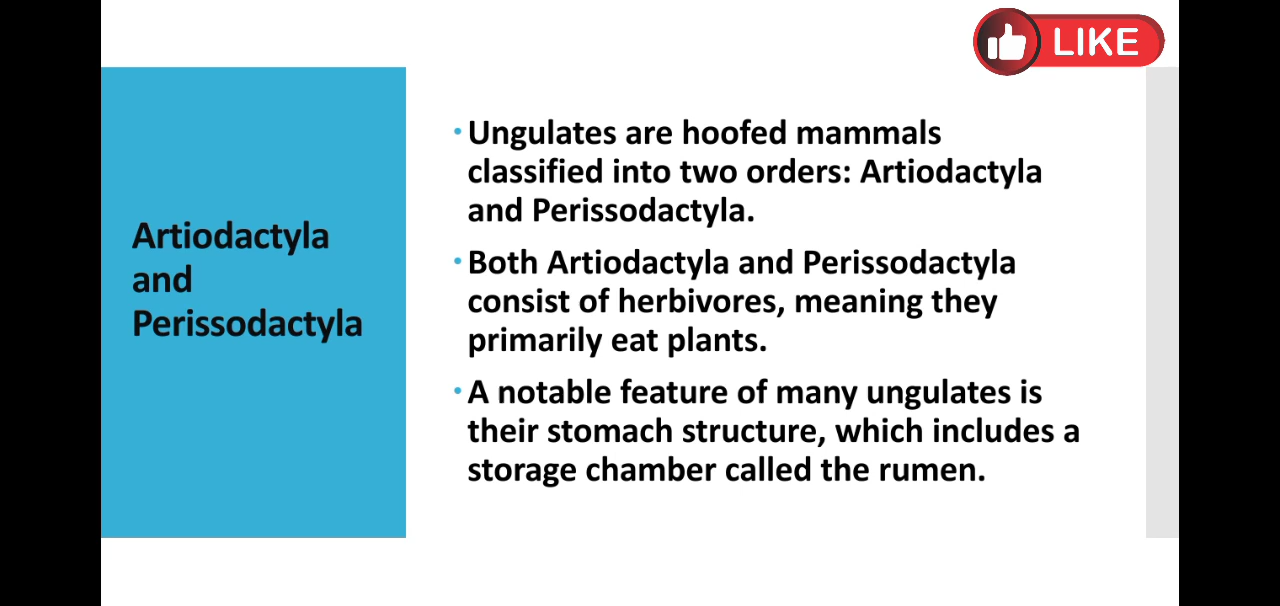 LIKE
Artiodactyla
and
Perissodactyla
Ungulates are hoofed mammals
classified into two orders: Artiodactyla
and Perissodactyla.
Both Artiodactyla and Perissodactyla
consist of herbivores, meaning they
primarily eat plants.
A notable feature of many ungulates is
their stomach structure, which includes a
storage chamber called the rumen.